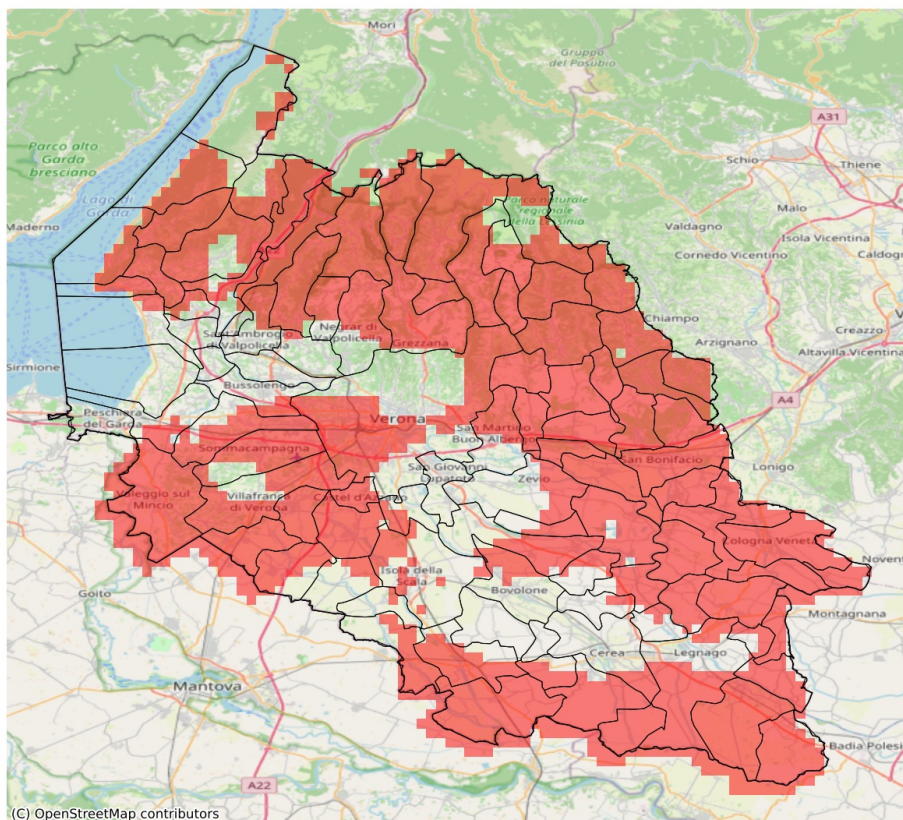 Mori
Gruppo
del Pasubio
A31
Parco alto
Garda
bresciano
Schio
Thiene
Lago di
Garda
Parco naturale
regionale
della Lessinia
Malo
Maderno
Valdagno
Isola Vicentina
Cornedo Vicentino
Caldogn
Chiampo
Sant'Ambrogio
di Valpolicella
Negrar di
Valpolicella
Grezzana
Arzignano
Creazzo
Altavilla Vicentina
Sirmione
Bussolengo
A4
Peschiera
del Garda
Verona
San Martino
Buon Albergo
Sommacampagna
San Bonifacio
Lonigo
San Giovanni
Lupatoto
Zevio
Valeggio sul
Mincio
Villafranca
di Verona
Castel d'Azzano
Cologna Veneta
Isola della
Scala
Goito
Bovolone
Montagnana
Cerea
Legnago
Mantova
Badia Polesi
A22
(C) OpenStreetMap contributors